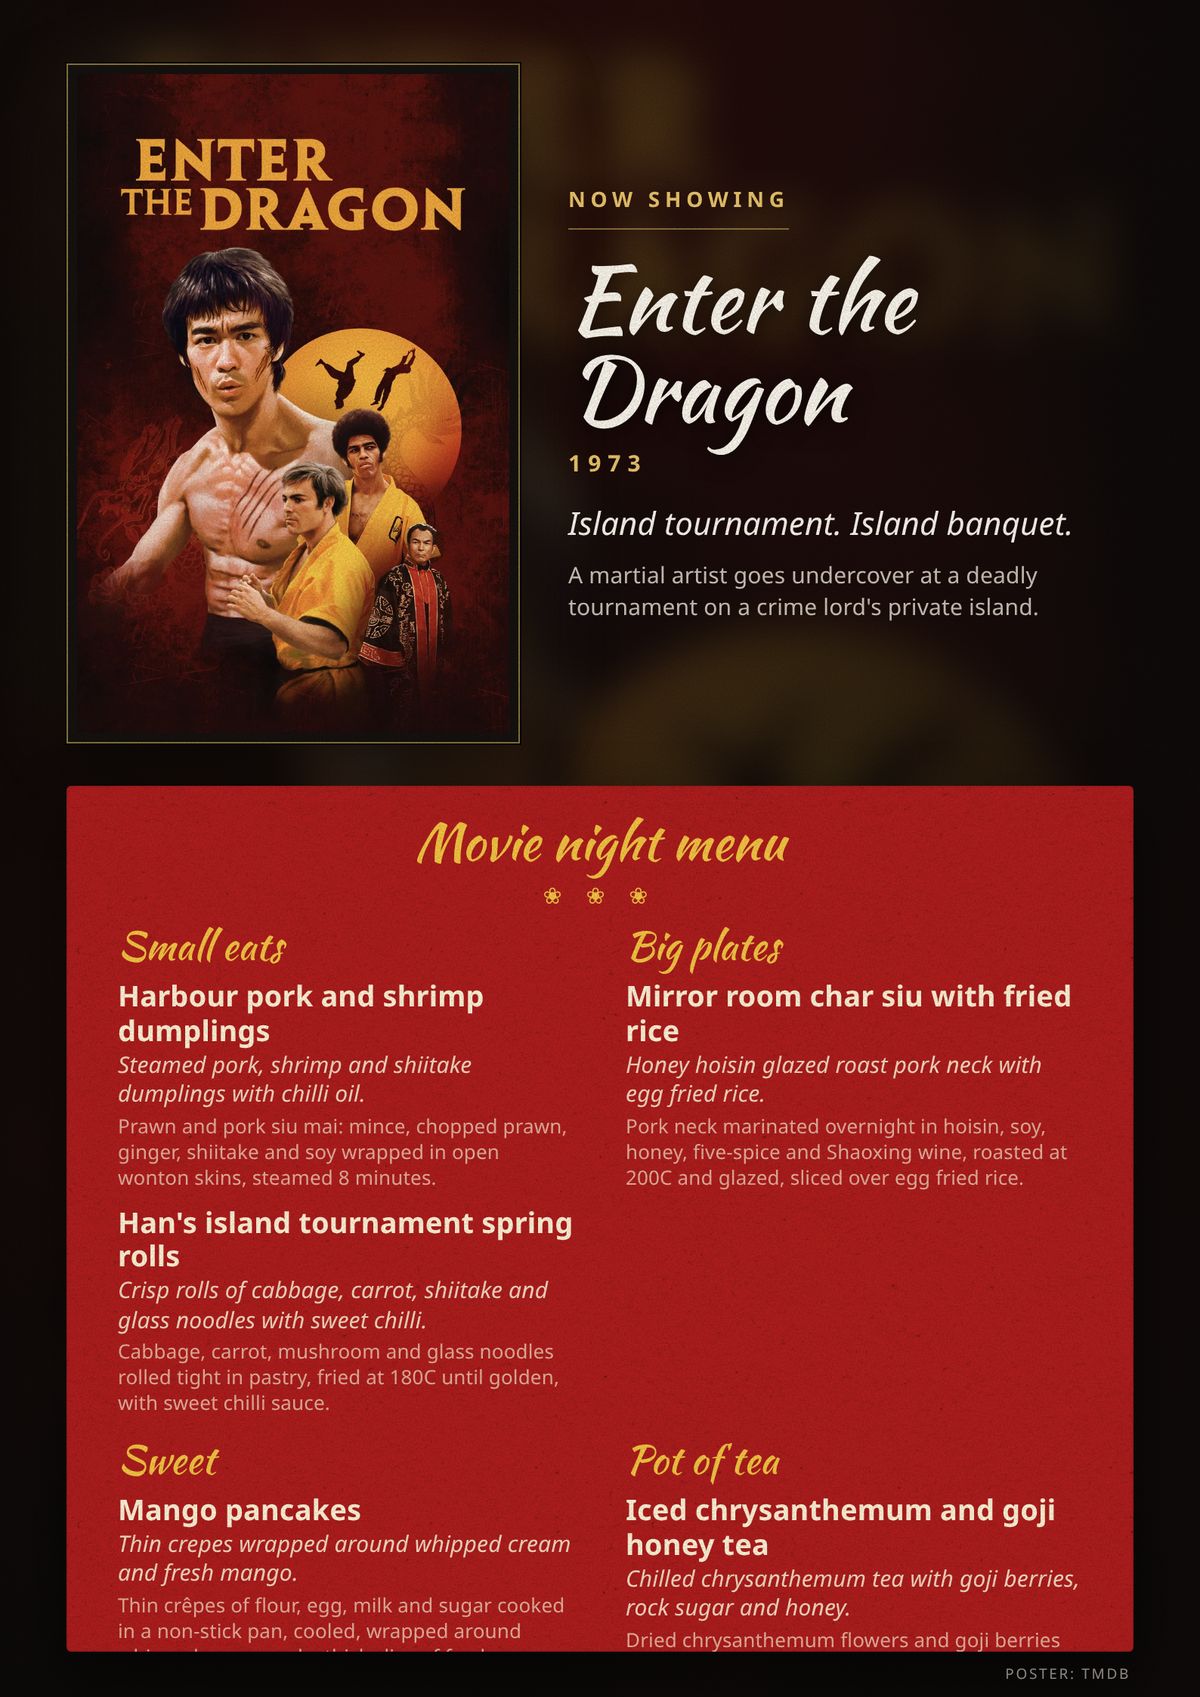 ENTER
THE DRAGON
NOW SHOWING
Enter the
Dragon
1973
Island tournament. Island banquet.
A martial artist goes undercover at a deadly
tournament on a crime lord's private island.
Movie night menu
Small eats
Harbour pork and shrimp
dumplings
Steamed pork, shrimp and shiitake
dumplings with chilli oil.
Prawn and pork siu mai: mince, chopped prawn,
ginger, shiitake and soy wrapped in open
wonton skins, steamed 8 minutes.
Han's island tournament spring
rolls
Crisp rolls of cabbage, carrot, shiitake and
glass noodles with sweet chilli.
Cabbage, carrot, mushroom and glass noodles
rolled tight in pastry, fried at 180C until golden,
with sweet chilli sauce.
Big plates
Mirror room char siu with fried
rice
Honey hoisin glazed roast pork neck with
egg fried rice.
Pork neck marinated overnight in hoisin, soy,
honey, five-spice and Shaoxing wine, roasted at
200C and glazed, sliced over egg fried rice.
Sweet
Mango pancakes
Thin crepes wrapped around whipped cream
and fresh mango.
Thin crêpes of flour, egg, milk and sugar cooked
in a non-stick pan, cooled, wrapped around
Pot of tea
Iced chrysanthemum and goji
honey tea
Chilled chrysanthemum tea with goji berries,
rock sugar and honey.
Dried chrysanthemum flowers and goji berries
POSTER: TMDB